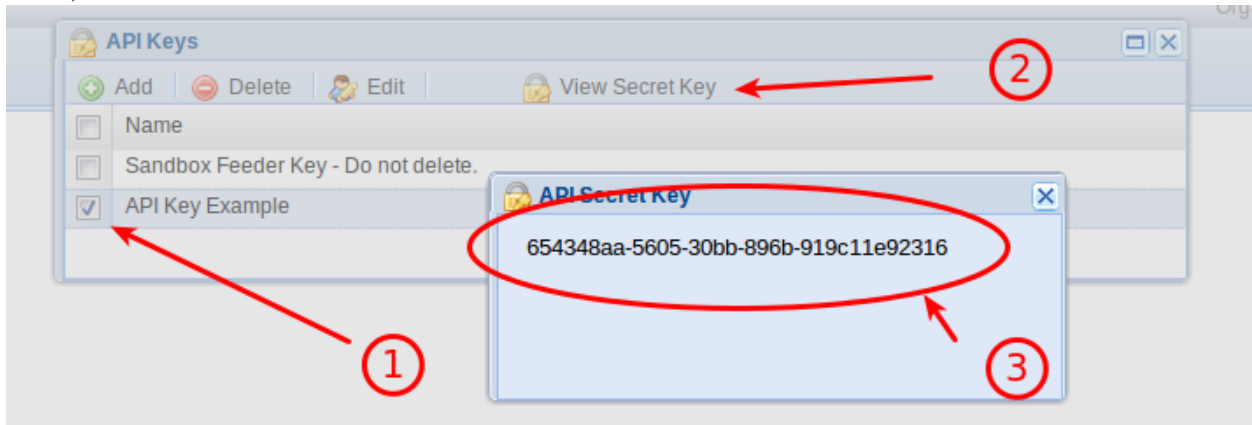 Org
API Keys
Add Delete Edit View Secret Key
2
Name
Sandbox Feeder Key - Do not delete.
API Key Example
API Secret Key
654348aa-5605-30bb-896b-919c11e92316
1
3